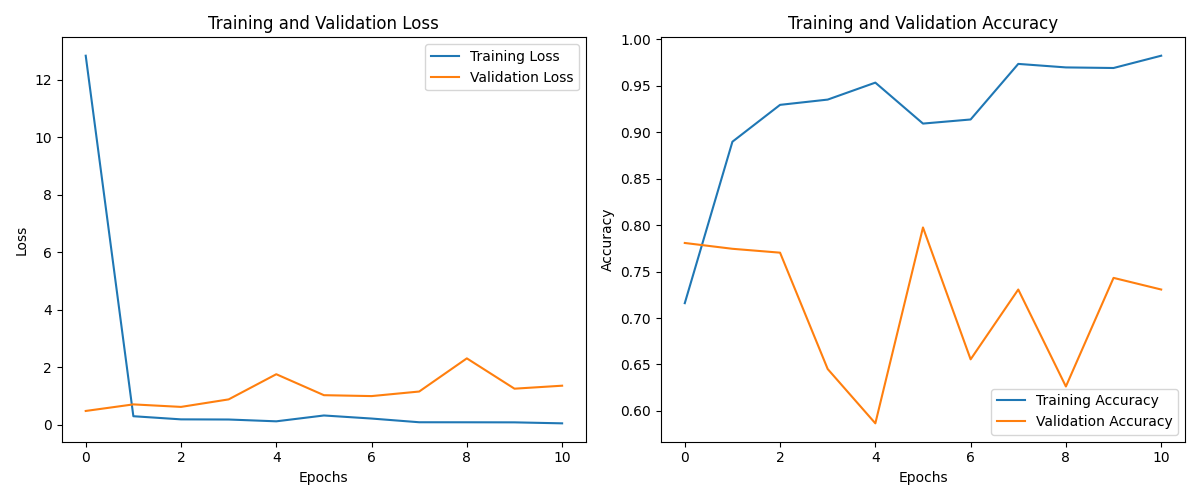 Training and Validation Loss
Training Loss
Validation Loss
12
10
8
6
4
2
0
Loss
0 2 4 6 8 10
Epochs
Training and Validation Accuracy
1.00
0.95
0.90
0.85
0.80
0.75
0.70
0.65
0.60
Accuracy
Training Accuracy
Validation Accuracy
0 2 4 6 8 10
Epochs